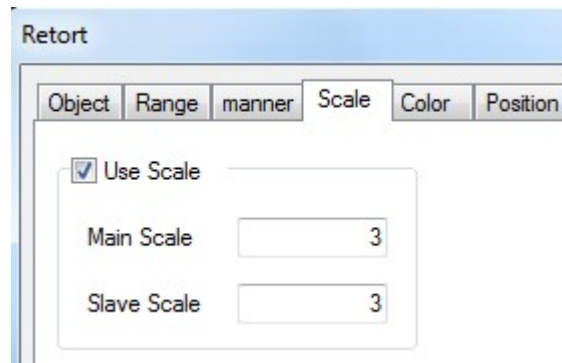 Retort
Object Range manner Scale Color Position
Use Scale
Main Scale 3
Slave Scale 3